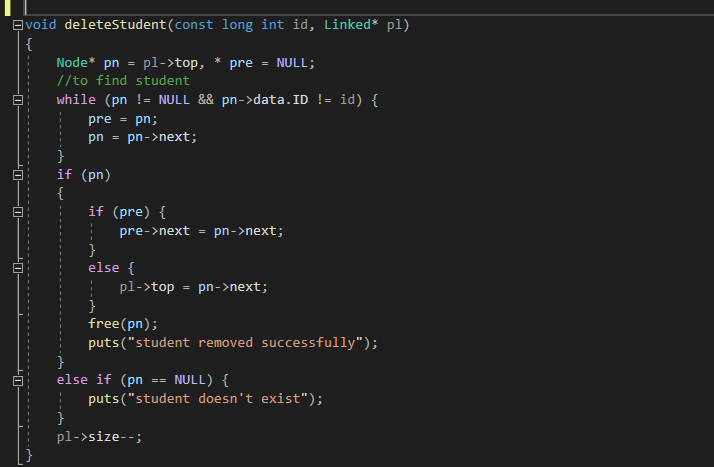 void deleteStudent(const long int id, Linked* pl)
{
    Node* pn = pl->top, * pre = NULL;
    //to find student
    while (pn != NULL && pn->data.ID != id) {
        pre = pn;
        pn = pn->next;
    }
    if (pn)
    {
        if (pre) {
            pre->next = pn->next;
        }
        else {
            pl->top = pn->next;
        }
        free(pn);
        puts("student removed successfully");
    }
    else if (pn == NULL) {
        puts("student doesn't exist");
    }
    pl->size--;
}